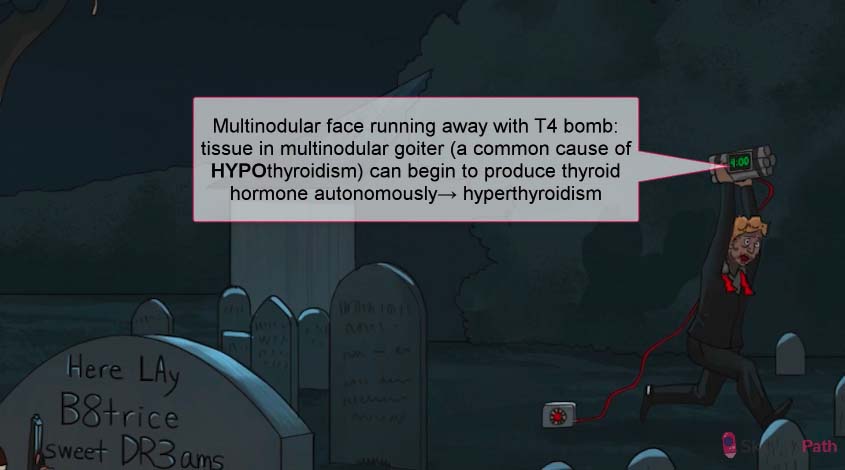 Multinodular face running away with T4 bomb:
tissue in multinodular goiter (a common cause of
HYPOthyroidism) can begin to produce thyroid
hormone autonomously→ hyperthyroidism
4:00
Here LAy
B8trice
sweet DR3ams
Path